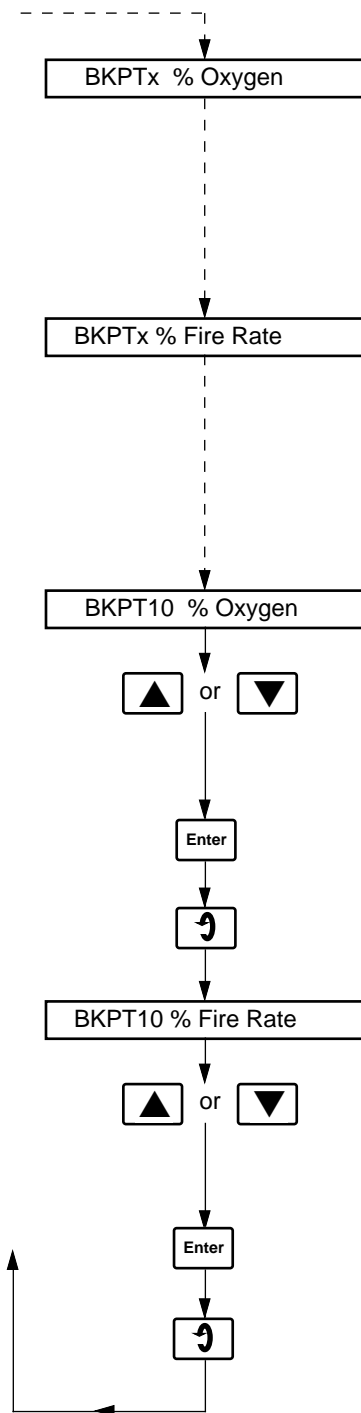 BKPTx % Oxygen
BKPTx % Fire Rate
BKPT10 % Oxygen
or
Enter
BKPT10 % Fire Rate
or
Enter